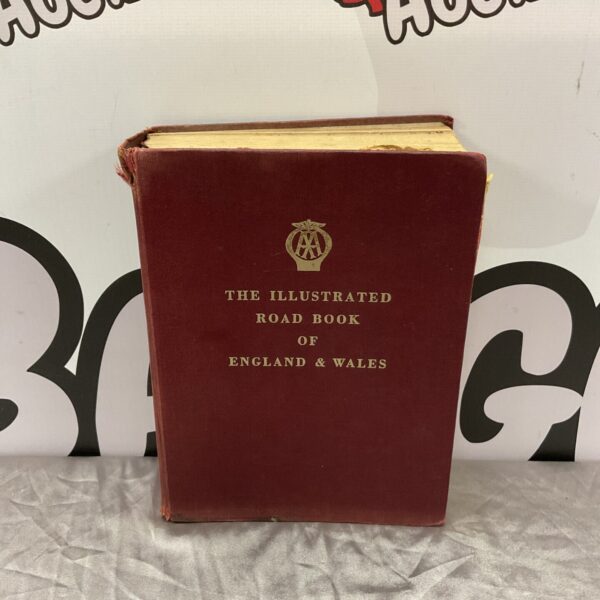 AA
THE ILLUSTRATED
ROAD BOOK
OF
ENGLAND & WALES